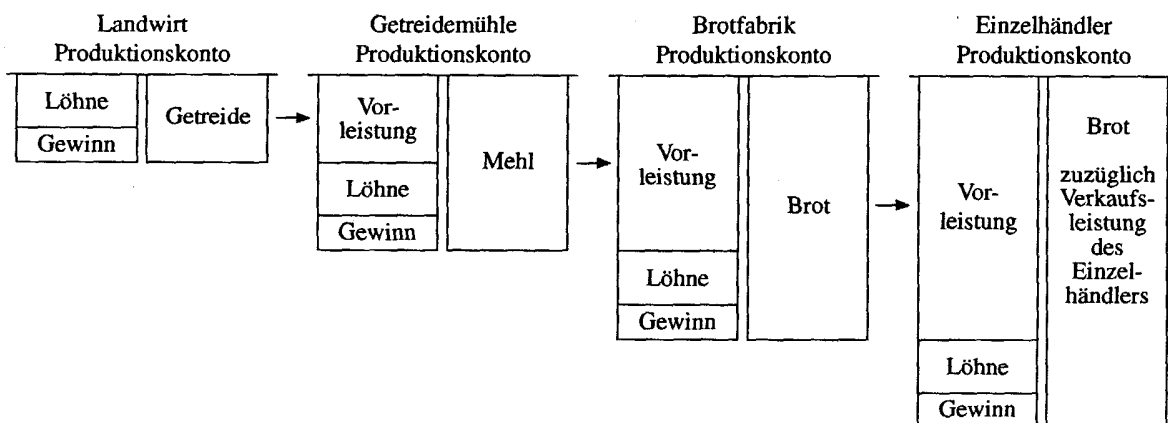 Landwirt
Produktionskonto
Löhne
Gewinn
Getreide
Getreidemühle
Produktionskonto
Vor-
leistung
Löhne
Gewinn
Mehl
Brotfabrik
Produktionskonto
Vor-
leistung
Löhne
Gewinn
Brot
Einzelhändler
Produktionskonto
Vor-
leistung
Löhne
Gewinn
Brot
zuzüglich
Verkaufs-
leistung
des
Einzel-
händlers